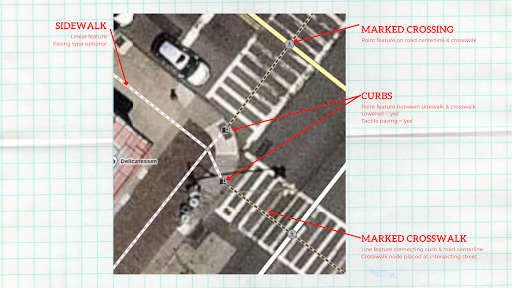 SIDEWALK
Linear feature
Paving type optional
MARKED CROSSING
Point feature on road centerline & crosswalk
CURBS
Point feature between sidewalk & crosswalk
Lowered = 'yes'
Tactile paving = 'yes'
Delicatessen
MARKED CROSSWALK
Line feature connecting curb & road centerline
Crosswalk node placed at intersecting street